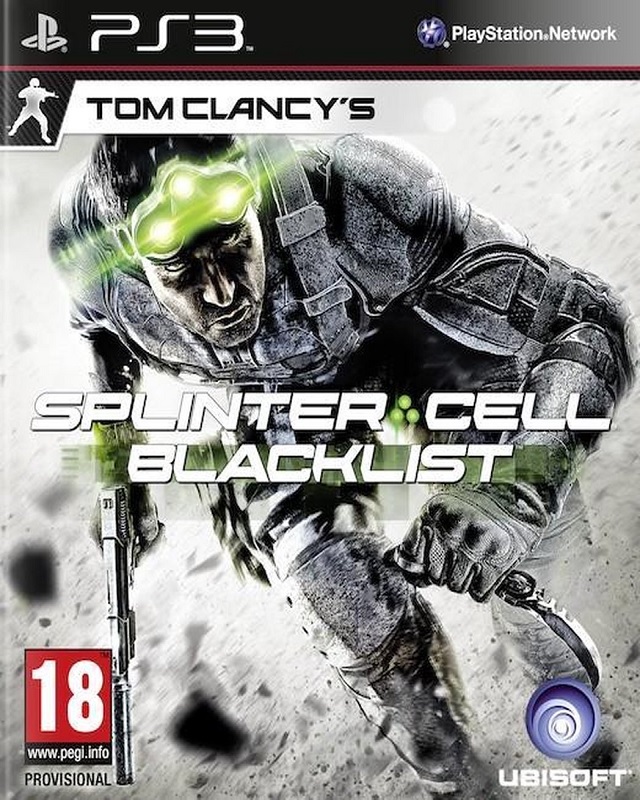 PS3
PlayStation®Network
TOM CLANCY'S
SPLINTER CELL
BLACKLIST
18
www.pegi.info
PROVISIONAL
UBISOFT